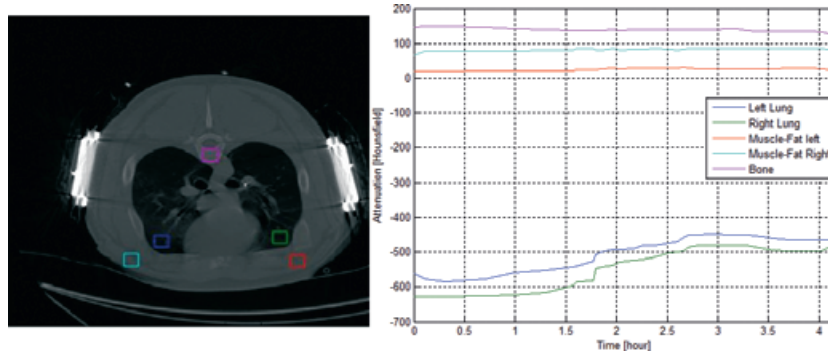 200
100
0
-100
-200
-300
-400
-500
-600
-700
Attenuation [Hounsfield]
Left Lung
Right Lung
Muscle-Fat left
Muscle-Fat Right
Bone
0
0.5
1
1.5
2
2.5
3
3.5
4
Time [hour]